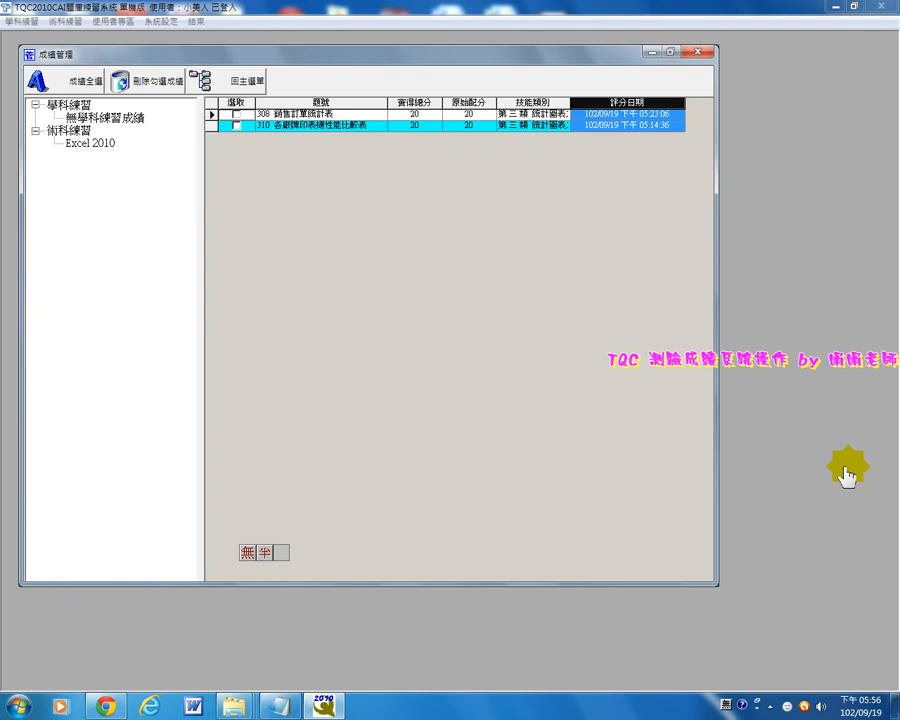 TQC2010CAI題庫練習系統 單機版 使用者：小美人 已登入
學科練習 術科練習 使用者專區 系統設定 結束
成績管理
成績全選 刪除勾選成績 回主選單
學科練習
無學科練習成績
術科練習
Excel 2010
選取 題號 實得總分 原始配分 技能類別 評分日期
308 銷售訂單統計表 20 20 第三類 統計圖表 102/09/19 下午 05:23:06
310 各廠牌印表機性能比較表 20 20 第三類 統計圖表 102/09/19 下午 05:14:36
TQC 測驗成績系統操作 by 老師
無 半
2010
無
下午 05:56
102/09/19